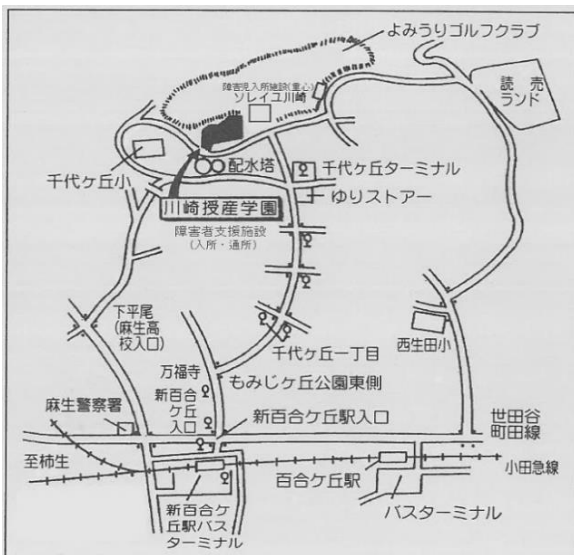 よみうりゴルフクラブ
障害児入所施設(重心)
ソレイユ川崎
読売
ランド
千代ヶ丘小
配水塔
千代ヶ丘ターミナル
ゆりストアー
川崎授産学園
障害者支援施設
(入所・通所)
下平尾
(麻生高
校入口)
西生田小
千代ヶ丘一丁目
万福寺
もみじヶ丘公園東側
新百合
ケ丘
入口
新百合ケ丘駅入口
麻生警察署
世田谷
町田線
至柿生
小田急線
百合ケ丘駅
新百合ケ
丘駅バス
ターミナル
バスターミナル